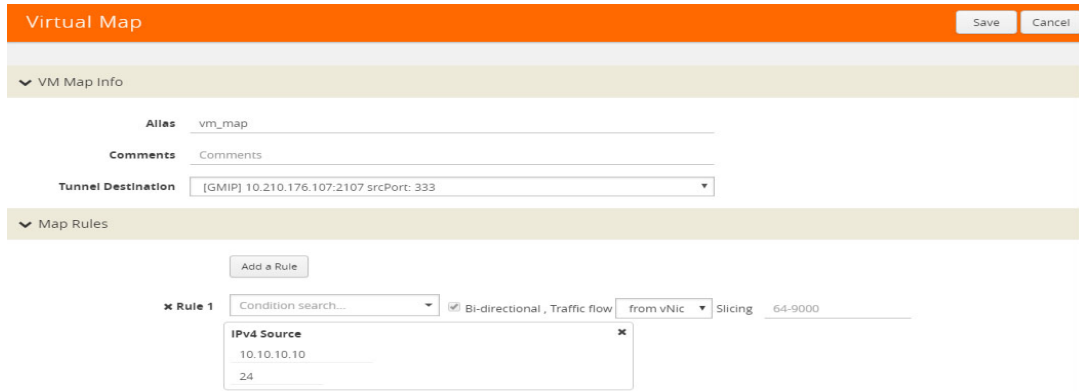 Virtual Map
Save Cancel
VM Map Info
Alias vm_map
Comments Comments
Tunnel Destination [GMIP] 10.210.176.107:2107 srcPort: 333
Map Rules
Add a Rule
Rule 1 Condition search... Bi-directional , Traffic flow from vNic Slicing 64-9000
IPv4 Source
10.10.10.10
24